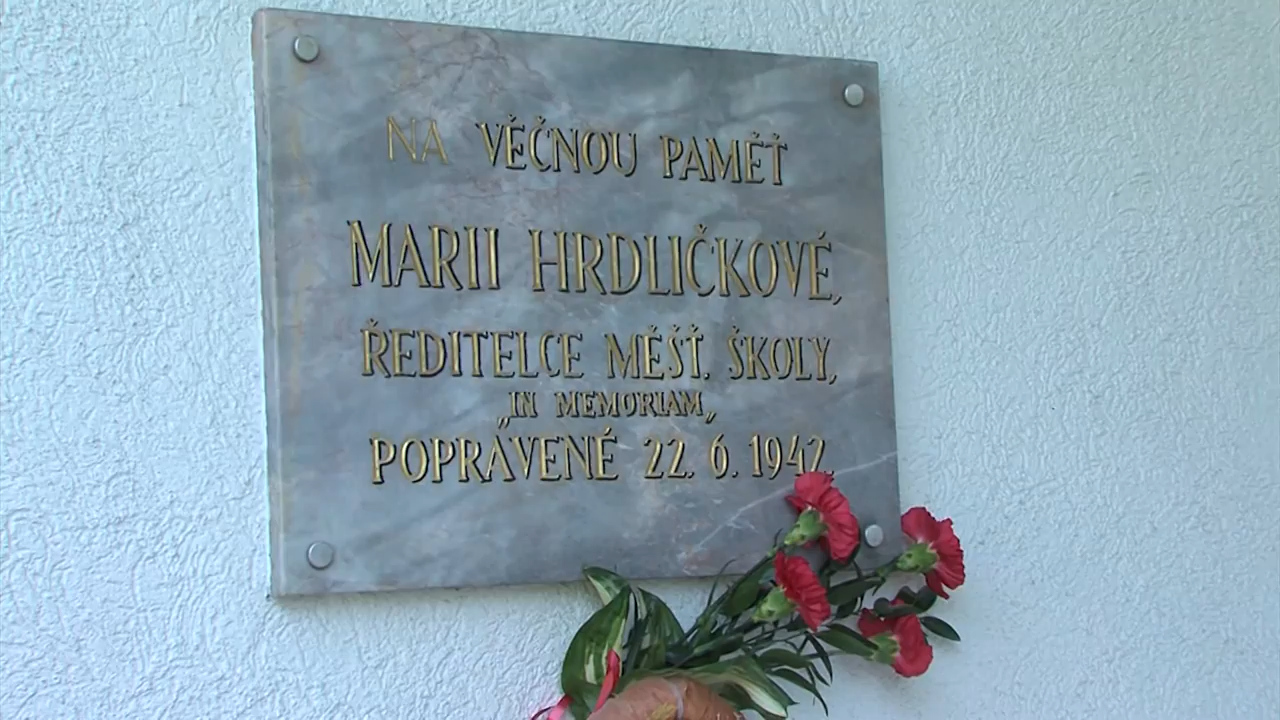 NA VĚČNOU PAMĚŤ
MARII HRDLIČKOVÉ,
ŘEDITELCE MĚŠŤ. ŠKOLY,
„IN MEMORIAM„
POPRAVENÉ 22. 6. 1942.